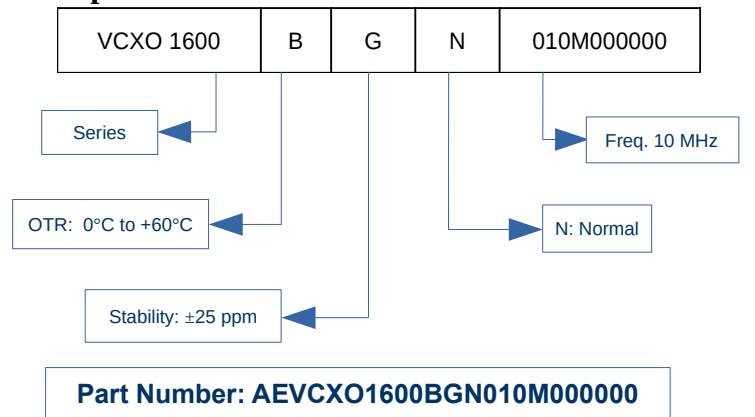 VCXO 1600 B G N 010M000000
Series
Freq. 10 MHz
OTR: 0°C to +60°C
N: Normal
Stability: ±25 ppm
Part Number: AEVCXO1600BGN010M000000